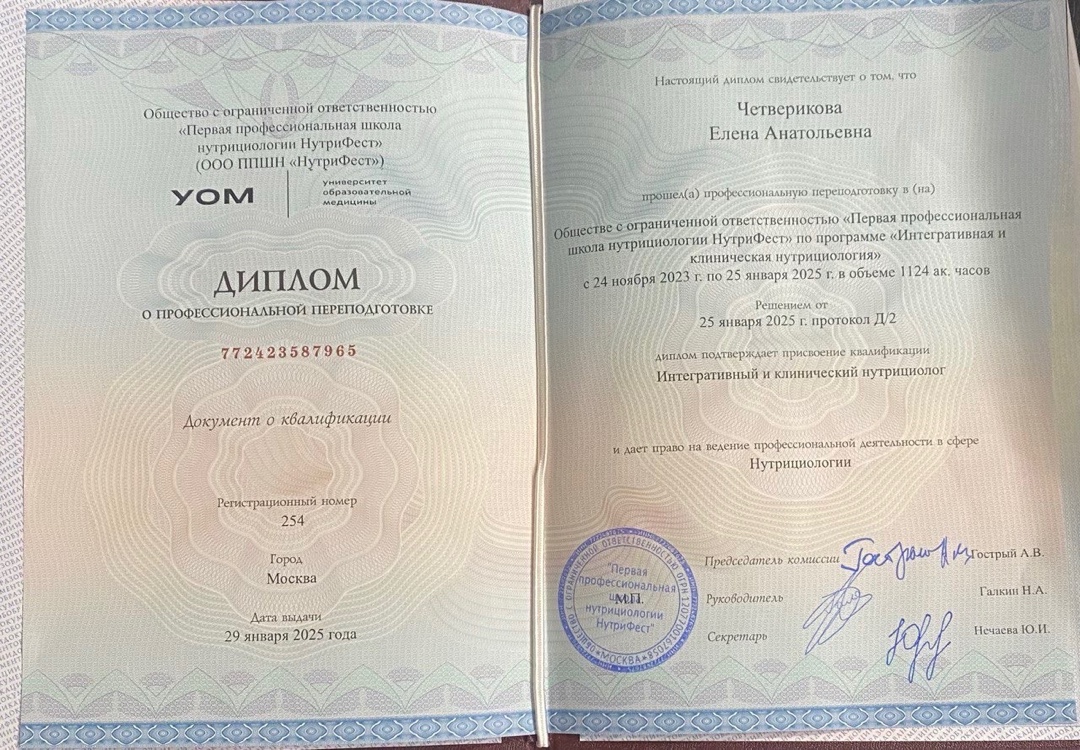 Общество с ограниченной ответственностью
«Первая профессиональная школа
нутрициологии НутриФест»
(ООО ППШН «НутриФест»)
УОМ
университет
образовательной
медицины
ДИПЛОМ
О ПРОФЕССИОНАЛЬНОЙ ПЕРЕПОДГОТОВКЕ
772423587965
Документ о квалификации
Регистрационный номер
254
Город
Москва
Дата выдачи
29 января 2025 года
Настоящий диплом свидетельствует о том, что
Четверикова
Елена Анатольевна
прошел(а) профессиональную переподготовку в (на)
Обществе с ограниченной ответственностью «Первая профессиональная
школа нутрициологии НутриФест» по программе «Интегративная и
клиническая нутрициология»
с 24 ноября 2023 г. по 25 января 2025 г. в объеме 1124 ак. часов
Решением от
25 января 2025 г. протокол Д/2
диплом подтверждает присвоение квалификации
Интегративный и клинический нутрициолог
и дает право на ведение профессиональной деятельности в сфере
Нутрициологии
Председатель комиссии Гострый А.В.
Руководитель Галкин Н.А.
Секретарь Нечаева Ю.И.
М.П.
"Первая
профессиональная
школа
нутрициологии
НутриФест"
ОБЩЕСТВО С ОГРАНИЧЕННОЙ ОТВЕТСТВЕННОСТЬЮ
МОСКВА